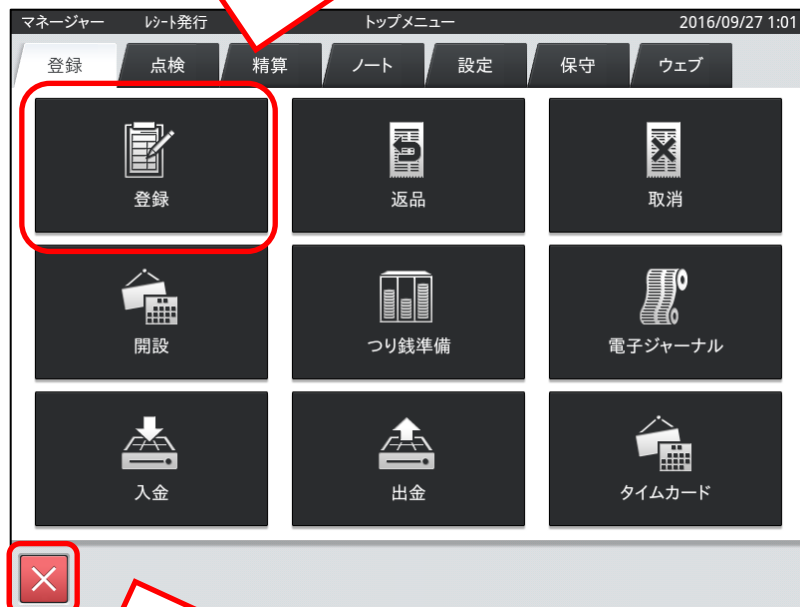 マネージャー ﾚｼｰﾄ発行 トップメニュー 2016/09/27 1:01
登録 点検 精算 ノート 設定 保守 ウェブ
登録 返品 取消
開設 つり銭準備 電子ジャーナル
入金 出金 タイムカード